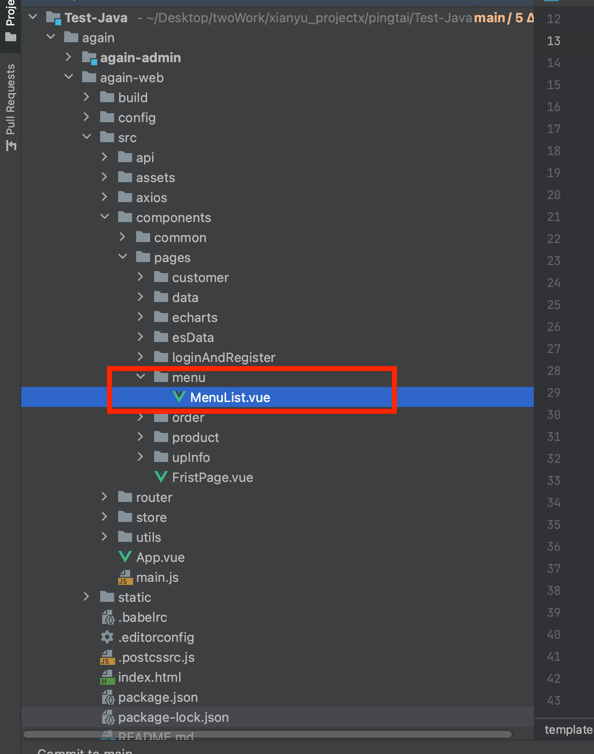 Test-Java - ~/Desktop/twoWork/xianyu_projectx/pingtai/Test-Java main / 5 Δ
again
again-admin
again-web
build
config
src
api
assets
axios
components
common
pages
customer
data
echarts
esData
loginAndRegister
menu
MenuList.vue
order
product
upInfo
FristPage.vue
router
store
utils
App.vue
main.js
static
.babelrc
.editorconfig
.postcssrc.js
index.html
package.json
package-lock.json
README.md
Commit to main
Proje
Pull Requests
12
13
14
15
16
17
18
19
20
21
22
23
24
25
26
27
28
29
30
31
32
33
34
35
36
37
38
39
40
41
42
43
template